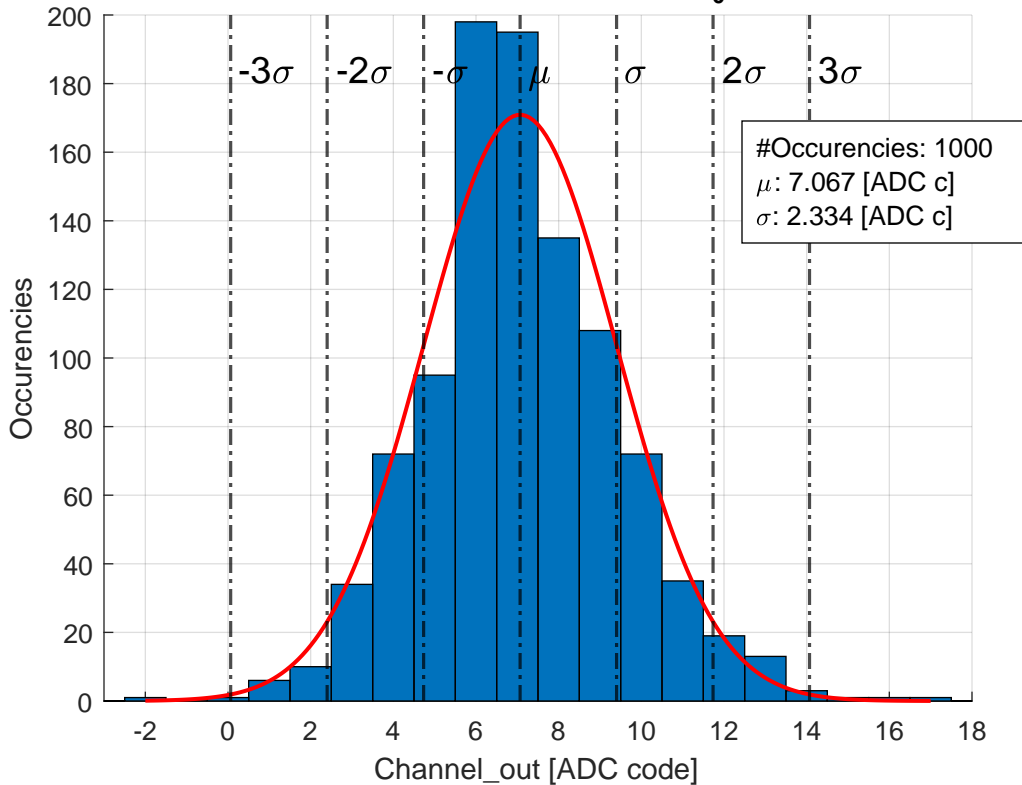 200
180
160
140
120
100
80
60
40
20
0
Occurencies
-3σ -2σ -σ μ σ 2σ 3σ
#Occurencies: 1000
μ: 7.067 [ADC c]
σ: 2.334 [ADC c]
-2 0 2 4 6 8 10 12 14 16 18
Channel_out [ADC code]